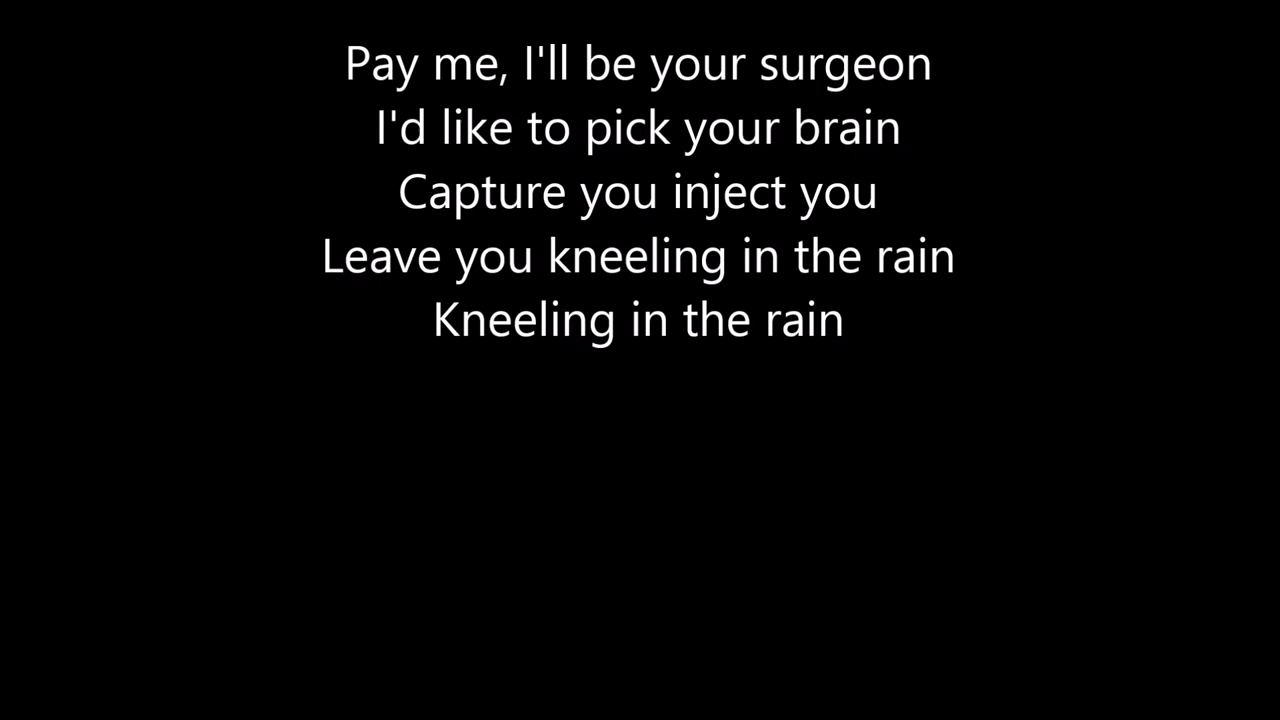 Pay me, I'll be your surgeon
I'd like to pick your brain
Capture you inject you
Leave you kneeling in the rain
Kneeling in the rain